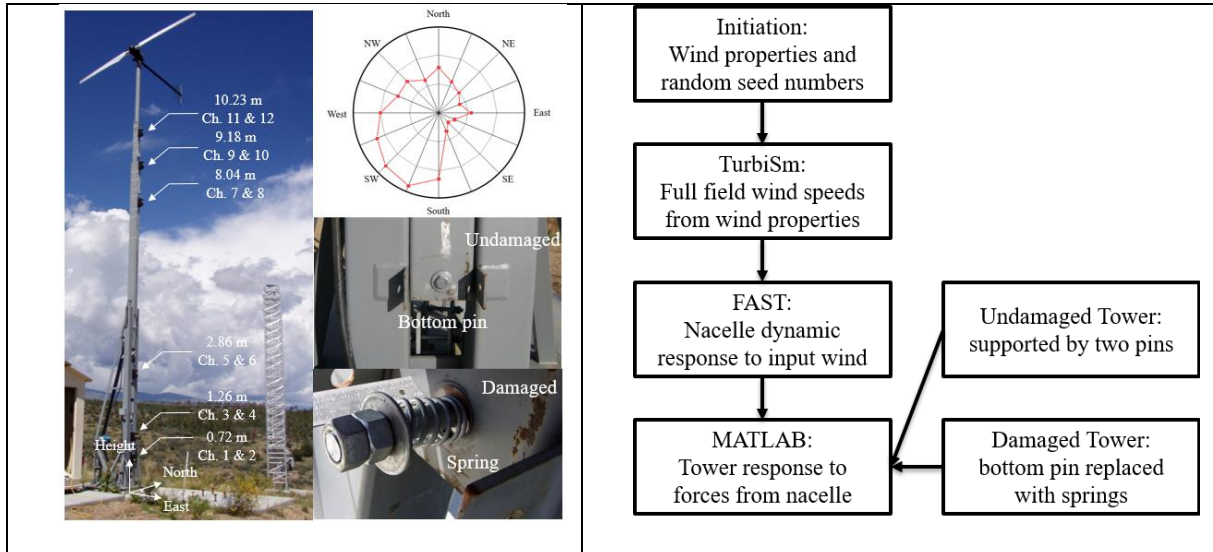 10.23 m
Ch. 11 & 12
9.18 m
Ch. 9 & 10
8.04 m
Ch. 7 & 8
2.86 m
Ch. 5 & 6
1.26 m
Ch. 3 & 4
Height
0.72 m
Ch. 1 & 2
North
East
North
NW
NE
West
East
SW
SE
South
Undamaged
Bottom pin
Damaged
Spring
Initiation:
Wind properties and
random seed numbers
TurbiSm:
Full field wind speeds
from wind properties
FAST:
Nacelle dynamic
response to input wind
MATLAB:
Tower response to
forces from nacelle
Undamaged Tower:
supported by two pins
Damaged Tower:
bottom pin replaced
with springs